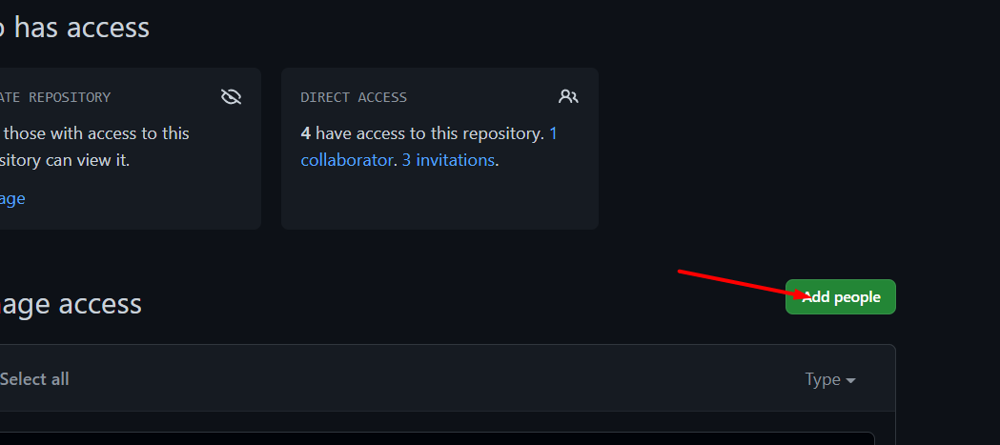 has access
ATE REPOSITORY
those with access to this
sitory can view it.
age
DIRECT ACCESS
4 have access to this repository. 1
collaborator. 3 invitations.
age access
Add people
Select all
Type